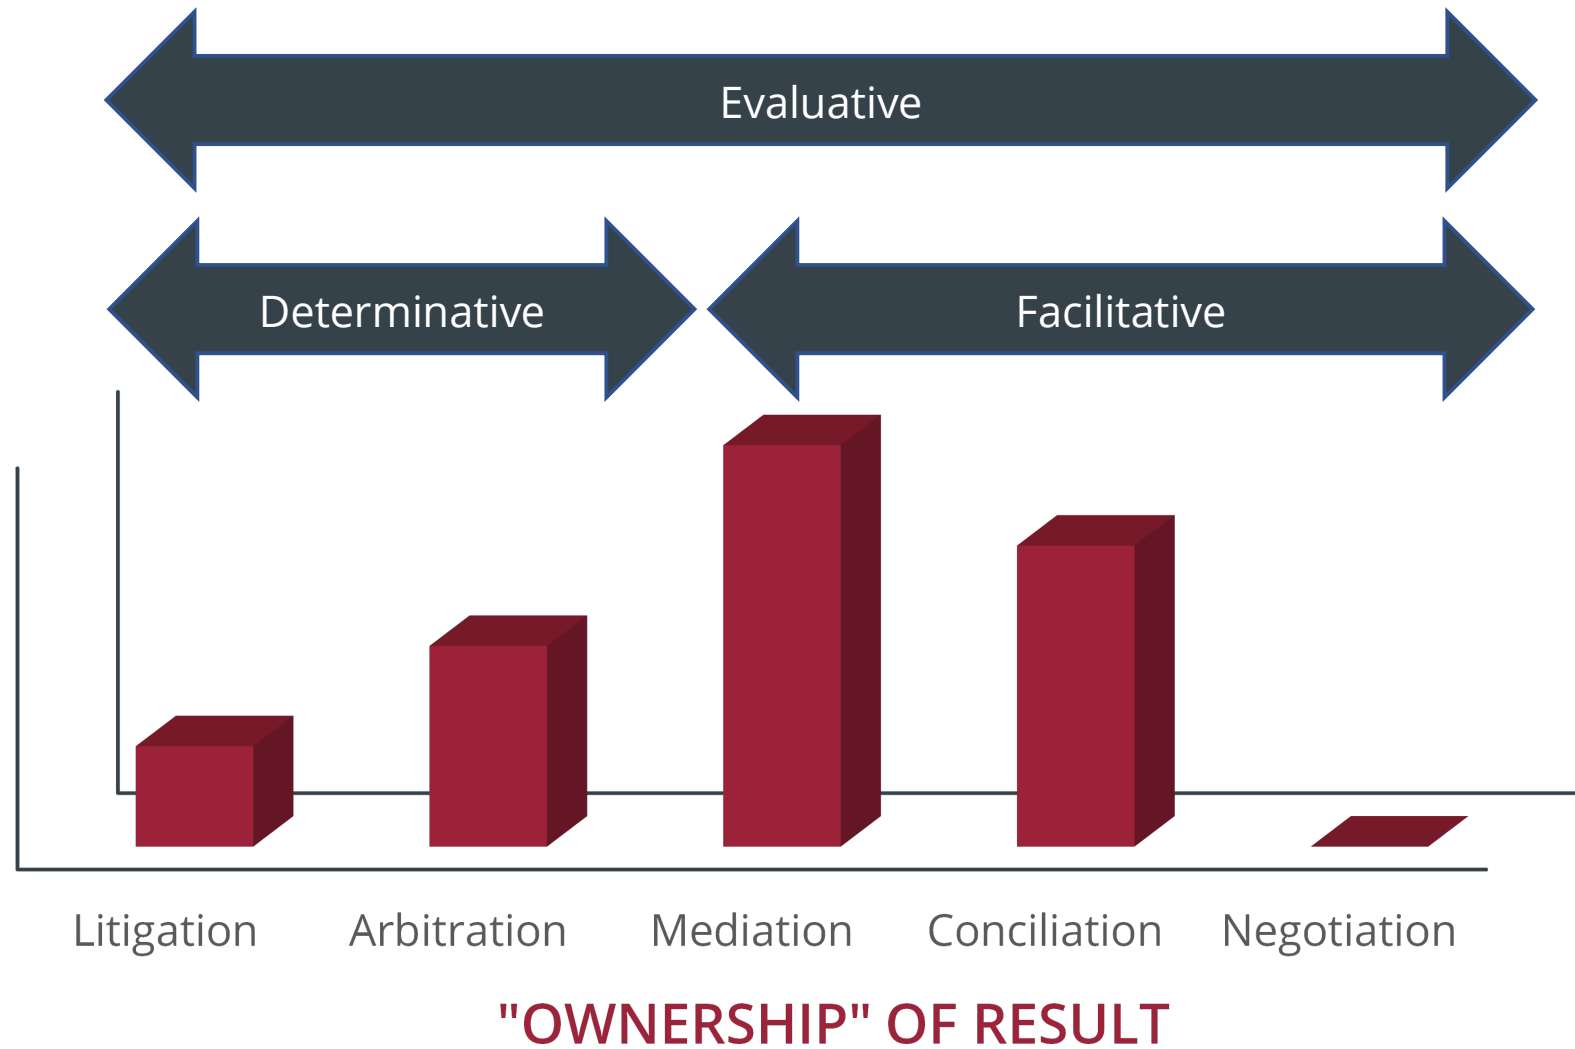 Evaluative
Determinative Facilitative
Litigation Arbitration Mediation Conciliation Negotiation
"OWNERSHIP" OF RESULT